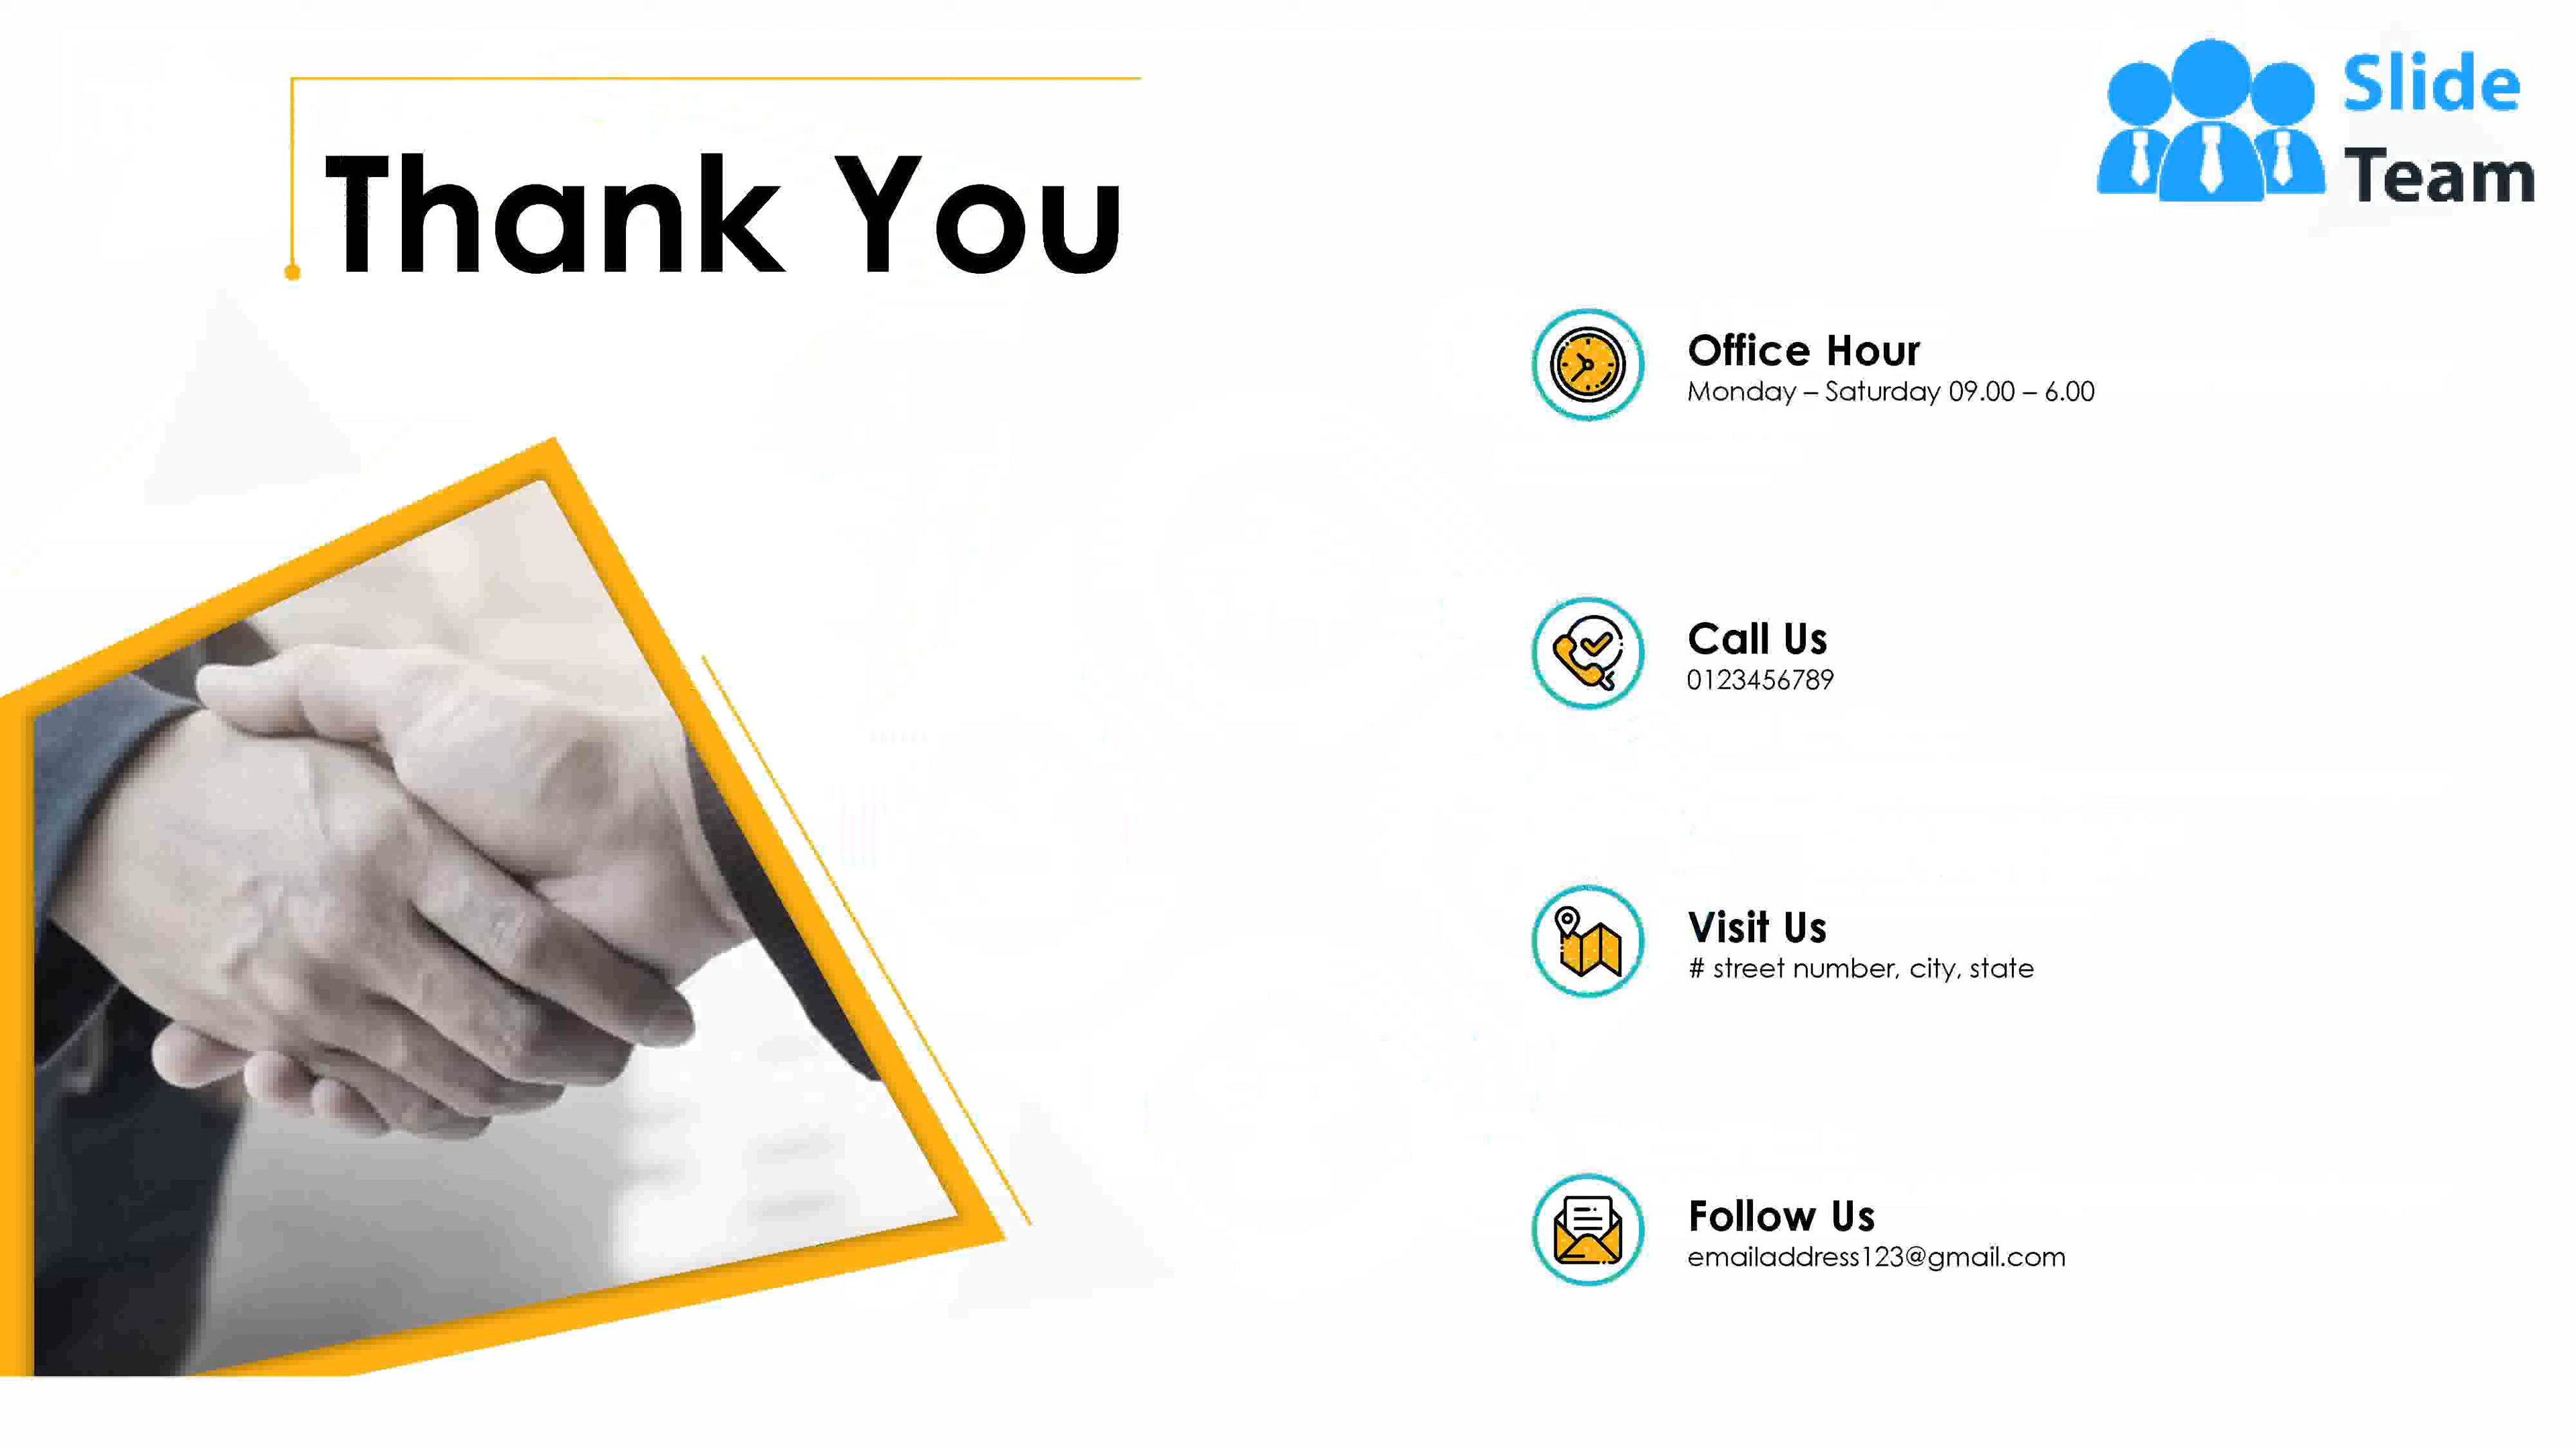 Thank You
Slide
Team
Office Hour
Monday – Saturday 09.00 – 6.00
Call Us
0123456789
Visit Us
# street number, city, state
Follow Us
emailaddress123@gmail.com